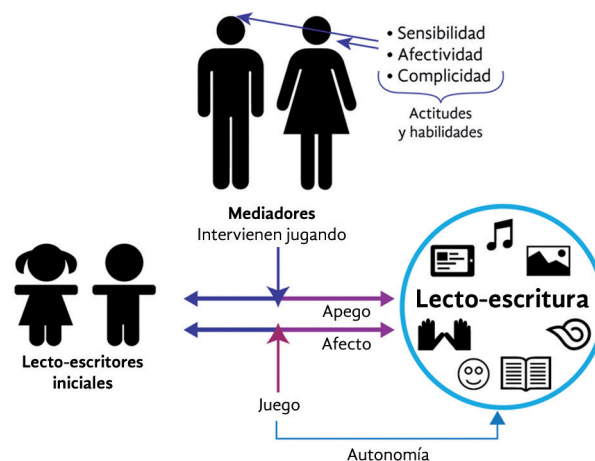 • Sensibilidad
• Afectividad
• Complicidad
Actitudes
y habilidades
Mediadores
Intervienen jugando
Apego
Lecto-escritura
Afecto
Lecto-escritores
iniciales
Juego
Autonomía